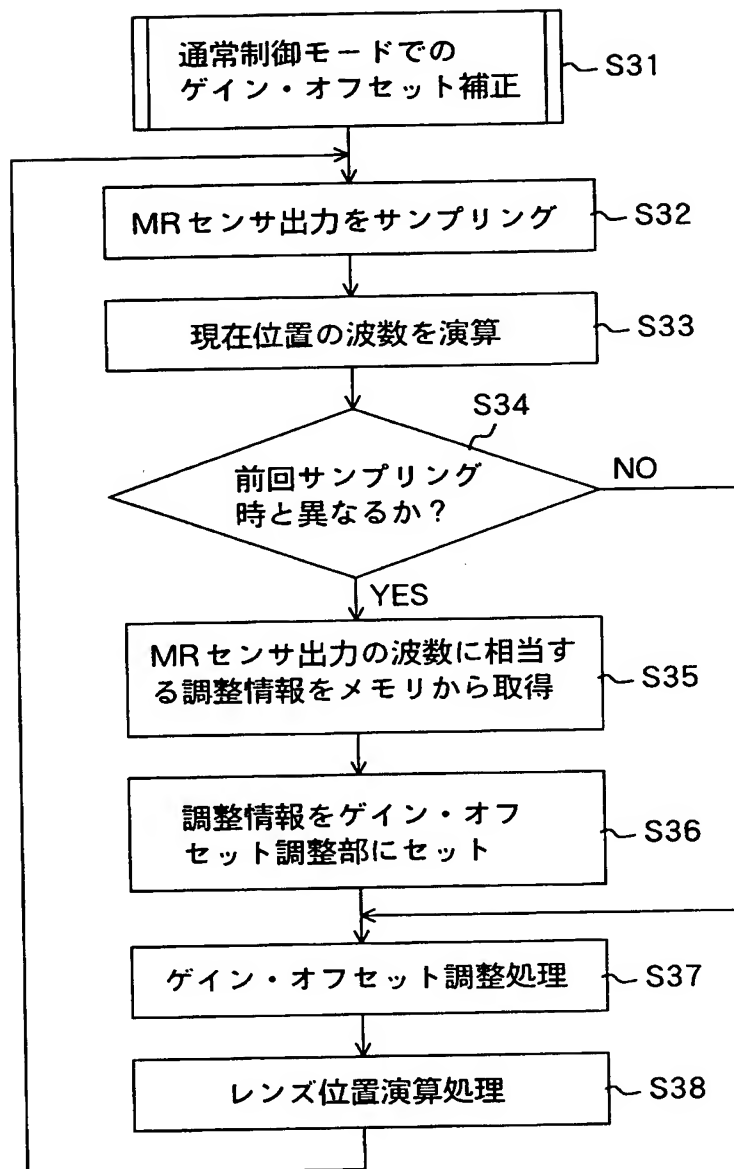 通常制御モードでの
ゲイン・オフセット補正
S31
MRセンサ出力をサンプリング
S32
現在位置の波数を演算
S33
S34
前回サンプリング
時と異なるか？
NO
YES
MRセンサ出力の波数に相当す
る調整情報をメモリから取得
S35
調整情報をゲイン・オフ
セット調整部にセット
S36
ゲイン・オフセット調整処理
S37
レンズ位置演算処理
S38